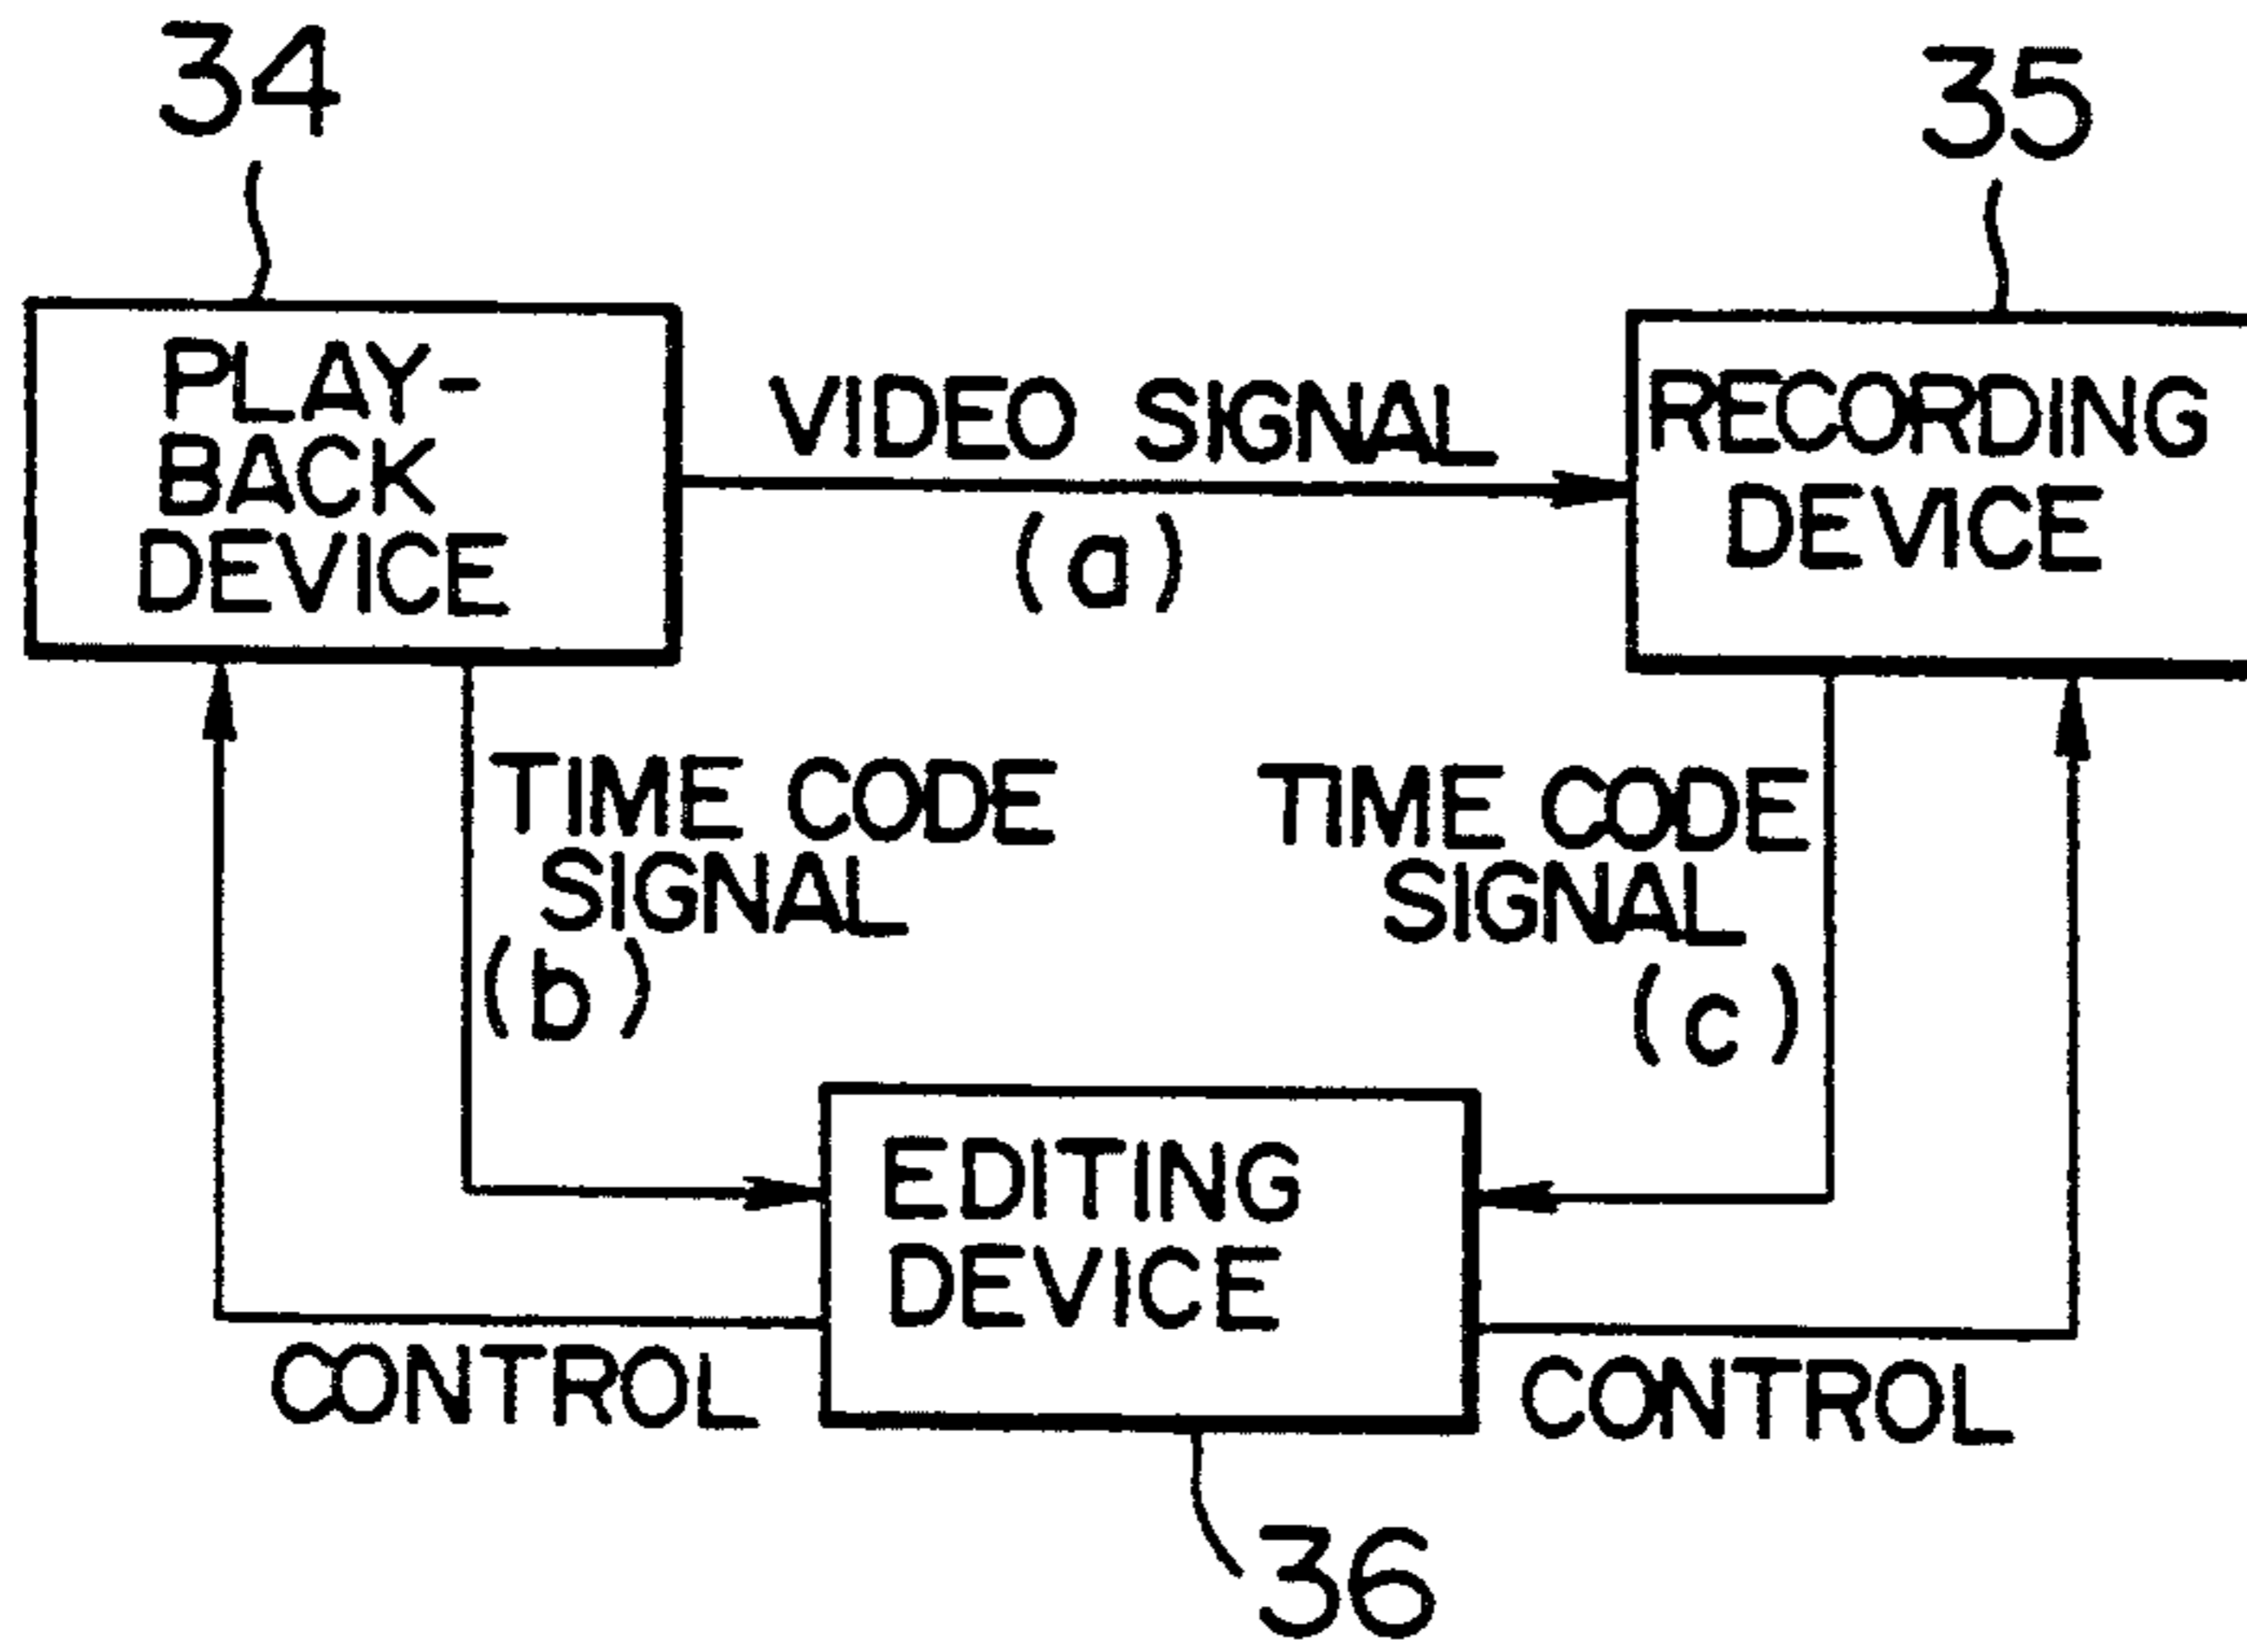 34
35
PLAY-
BACK
DEVICE
VIDEO SIGNAL
(a)
RECORDING
DEVICE
TIME CODE
SIGNAL
(b)
TIME CODE
SIGNAL
(c)
EDITING
DEVICE
CONTROL
CONTROL
36